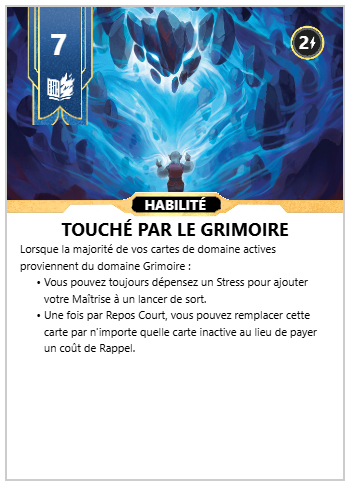 7
2
HABILITÉ
TOUCHÉ PAR LE GRIMOIRE
Lorsque la majorité de vos cartes de domaine actives
proviennent du domaine Grimoire :
• Vous pouvez toujours dépensez un Stress pour ajouter
votre Maîtrise à un lancer de sort.
• Une fois par Repos Court, vous pouvez remplacer cette
carte par n'importe quelle carte inactive au lieu de payer
un coût de Rappel.